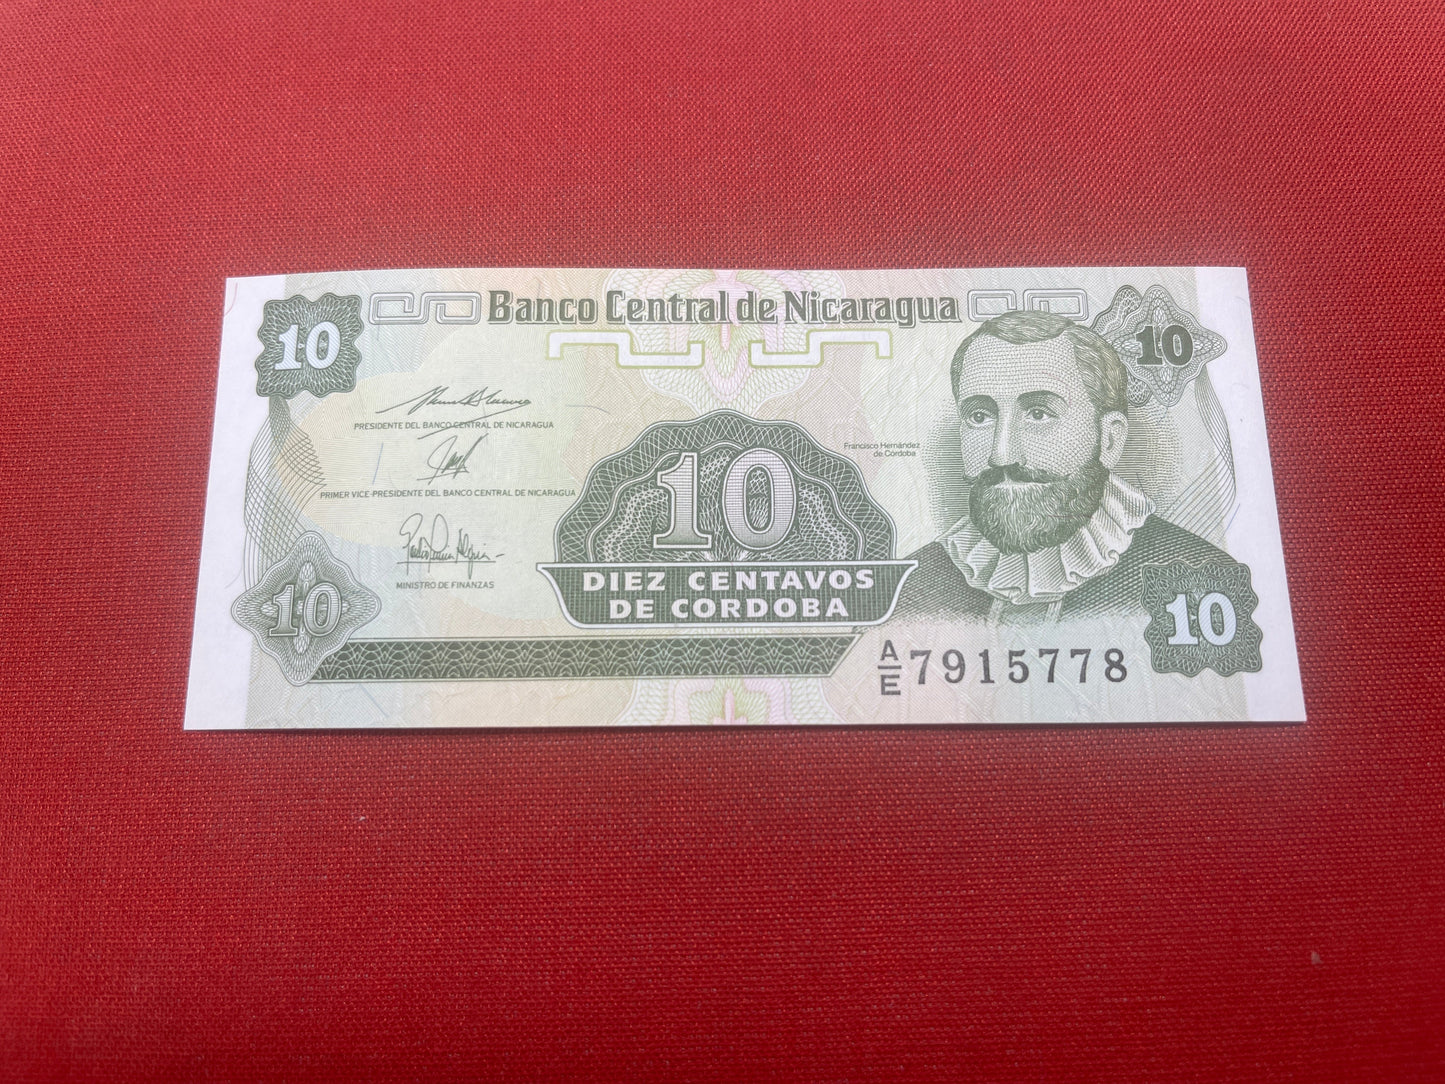 Banco Central de Nicaragua
10
10
PRESIDENTE DEL BANCO CENTRAL DE NICARAGUA
Francisco Hernández
de Córdoba
10
PRIMER VICE-PRESIDENTE DEL BANCO CENTRAL DE NICARAGUA
MINISTRO DE FINANZAS
DIEZ CENTAVOS
DE CORDOBA
10
10
A/E 7915778